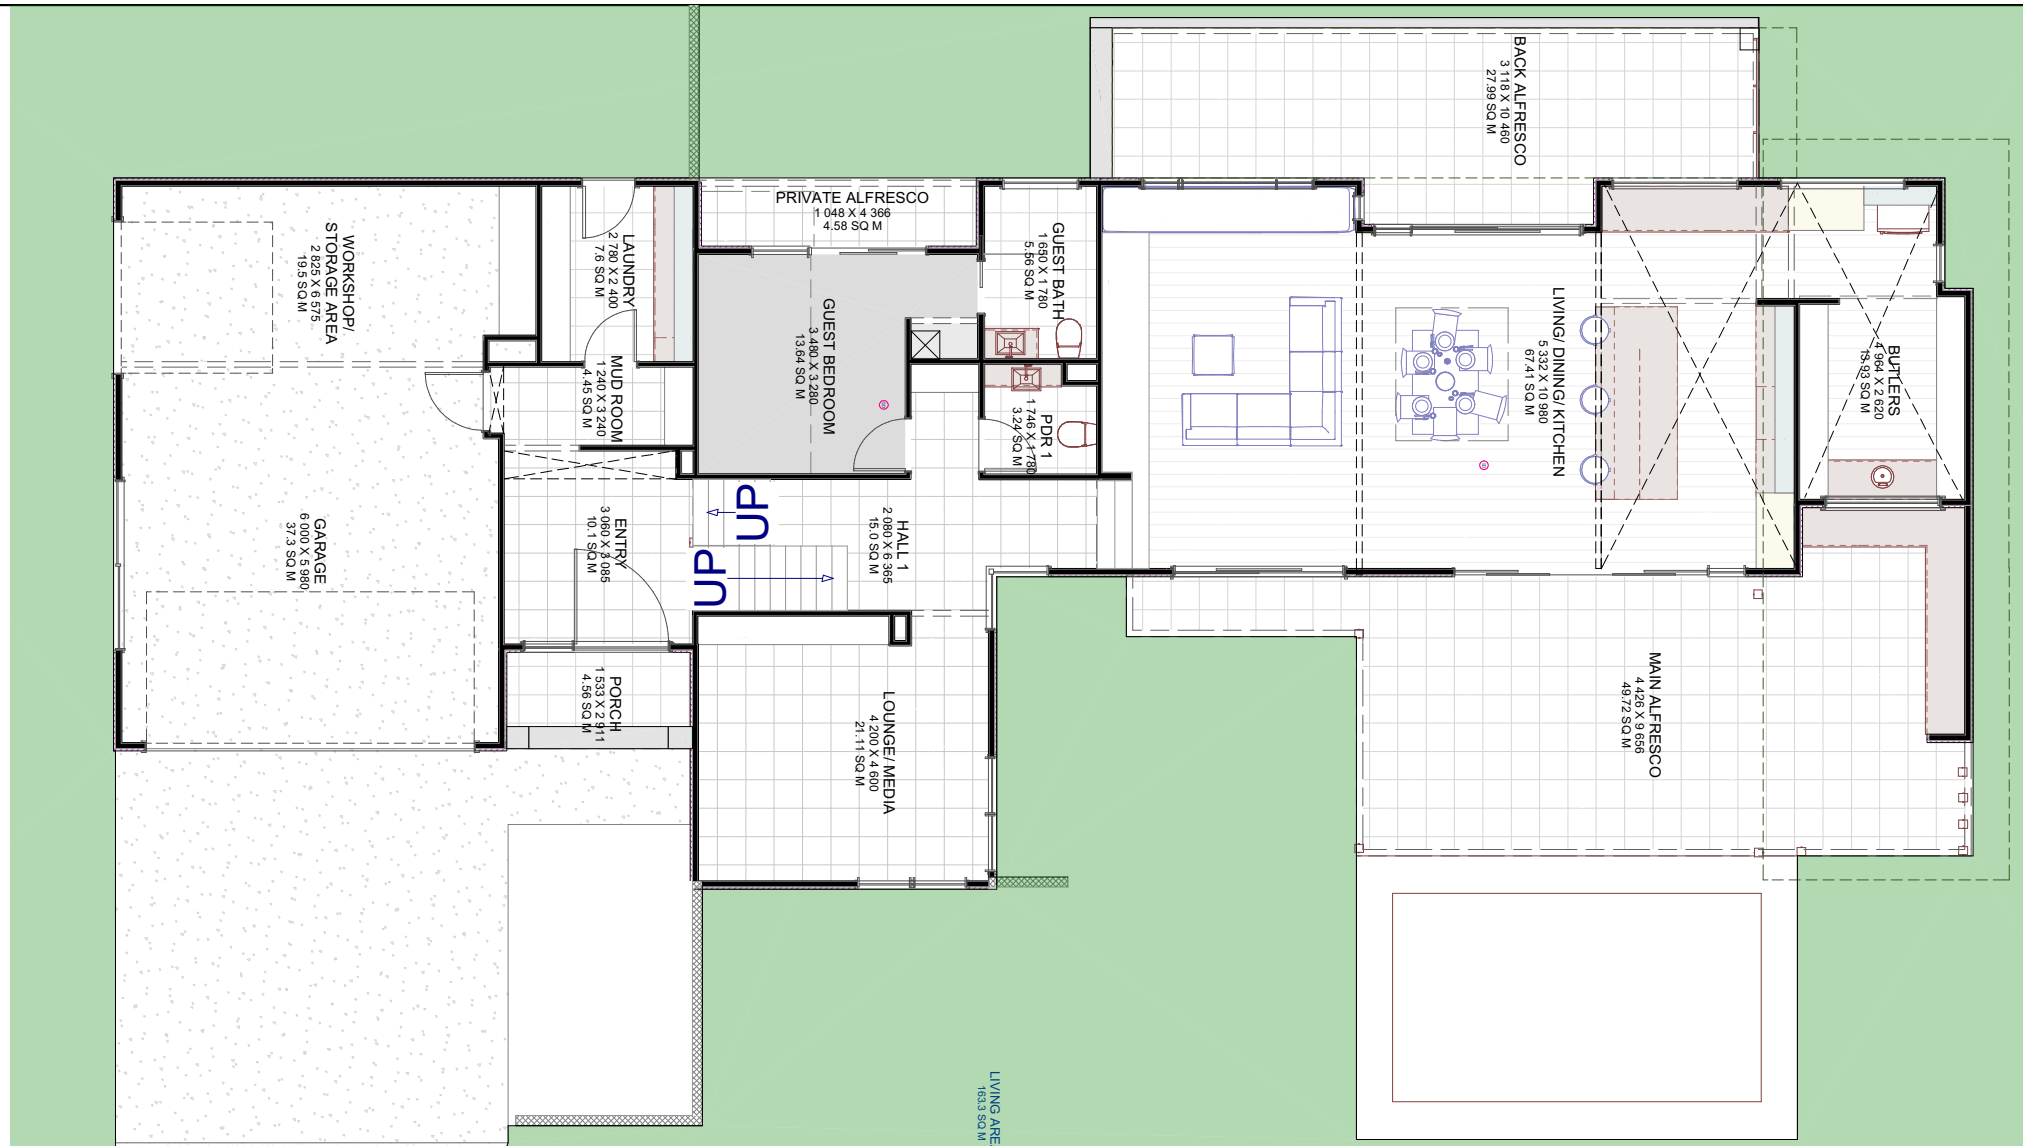 BACK ALFRESCO
3 118 X 10 460
27.99 SQ M
PRIVATE ALFRESCO
1 048 X 4 366
4.58 SQ M
WORKSHOP/
STORAGE AREA
2 825 X 6 575
19.5 SQ M
LAUNDRY
2 780 X 2 400
7.6 SQ M
GUEST BATH
1 650 X 1 780
5.56 SQ M
GUEST BEDROOM
3 480 X 3 280
13.64 SQ M
LIVING/ DINING/ KITCHEN
5 332 X 10 980
67.41 SQ M
BUTLERS
4 964 X 2 620
13.93 SQ M
MUD ROOM
1 240 X 3 240
4.45 SQ M
PDR 1
1 746 X 1 780
3.24 SQ M
GARAGE
6 000 X 5 980
37.3 SQ M
ENTRY
3 060 X 3 085
10.1 SQ M
UP
UP
HALL 1
2 080 X 6 365
15.0 SQ M
PORCH
1 533 X 2 911
4.56 SQ M
LOUNGE/ MEDIA
4 200 X 4 600
21.11 SQ M
MAIN ALFRESCO
4 426 X 9 656
49.72 SQ M
LIVING ARE
163.3 SQ M